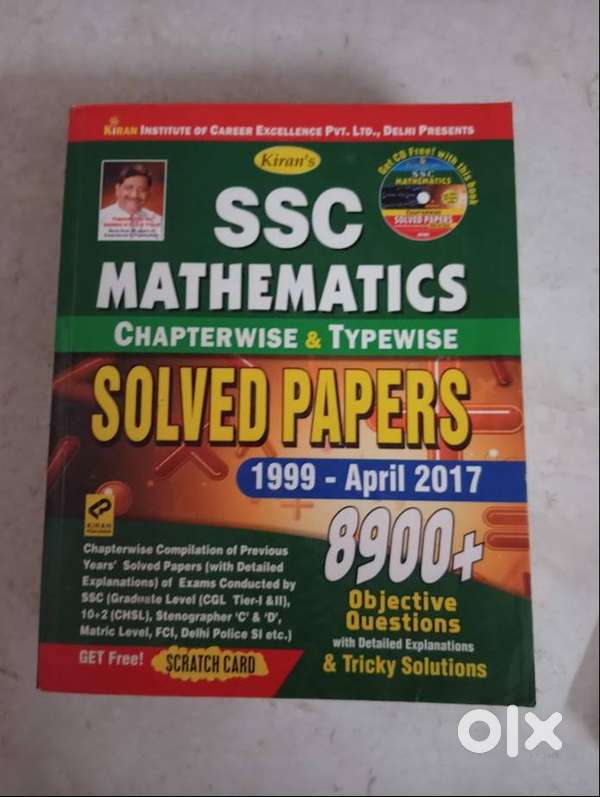 KIRAN INSTITUTE OF CAREER EXCELLENCE PVT. LTD., DELHI PRESENTS
Kiran's
Get CD Free! with this book
SSC
MATHEMATICS
SOLVED PAPERS
SSC
MATHEMATICS
CHAPTERWISE & TYPEWISE
SOLVED PAPERS
1999 - April 2017
8900+
Objective
Questions
with Detailed Explanations
& Tricky Solutions
KIRAN
Chapterwise Compilation of Previous
Years' Solved Papers (with Detailed
Explanations) of Exams Conducted by
SSC (Graduate Level (CGL Tier-I &II),
10+2 (CHSL), Stenographer 'C' & 'D',
Matric Level, FCI, Delhi Police SI etc.)
GET Free! SCRATCH CARD
olx